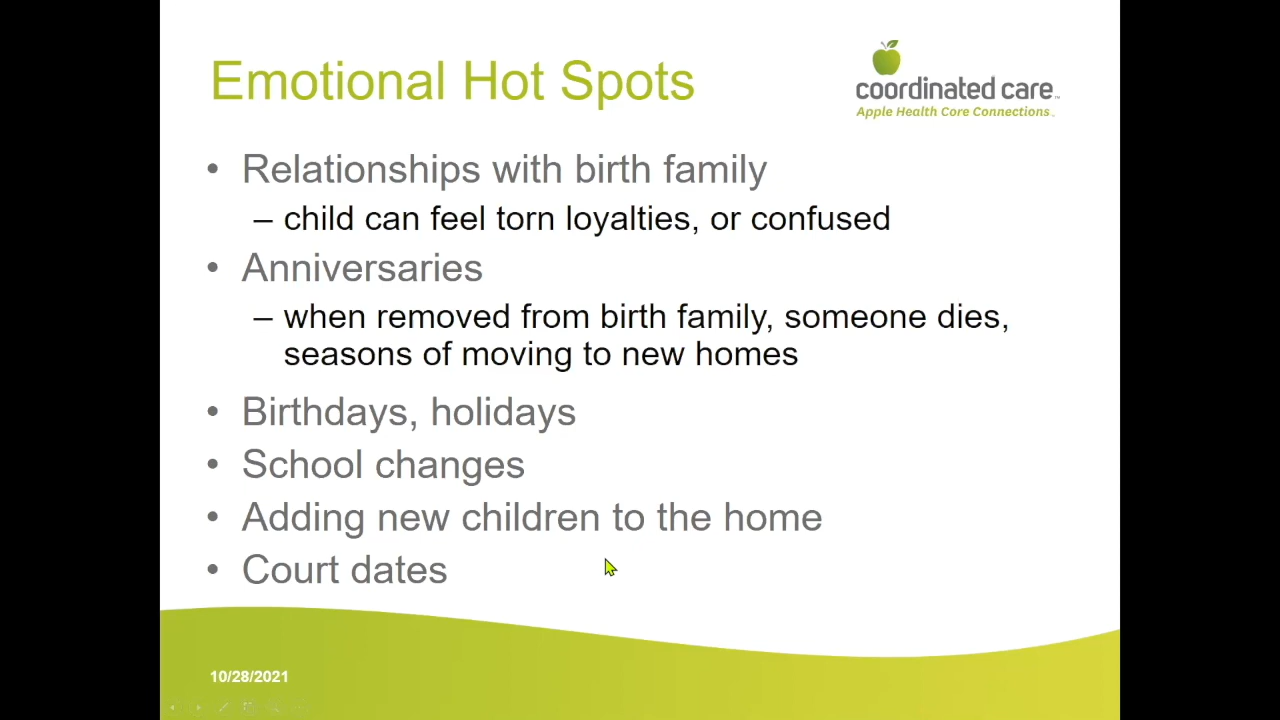 Emotional Hot Spots
coordinated care™
Apple Health Core Connections™
• Relationships with birth family
– child can feel torn loyalties, or confused
• Anniversaries
– when removed from birth family, someone dies,
seasons of moving to new homes
• Birthdays, holidays
• School changes
• Adding new children to the home
• Court dates
10/28/2021